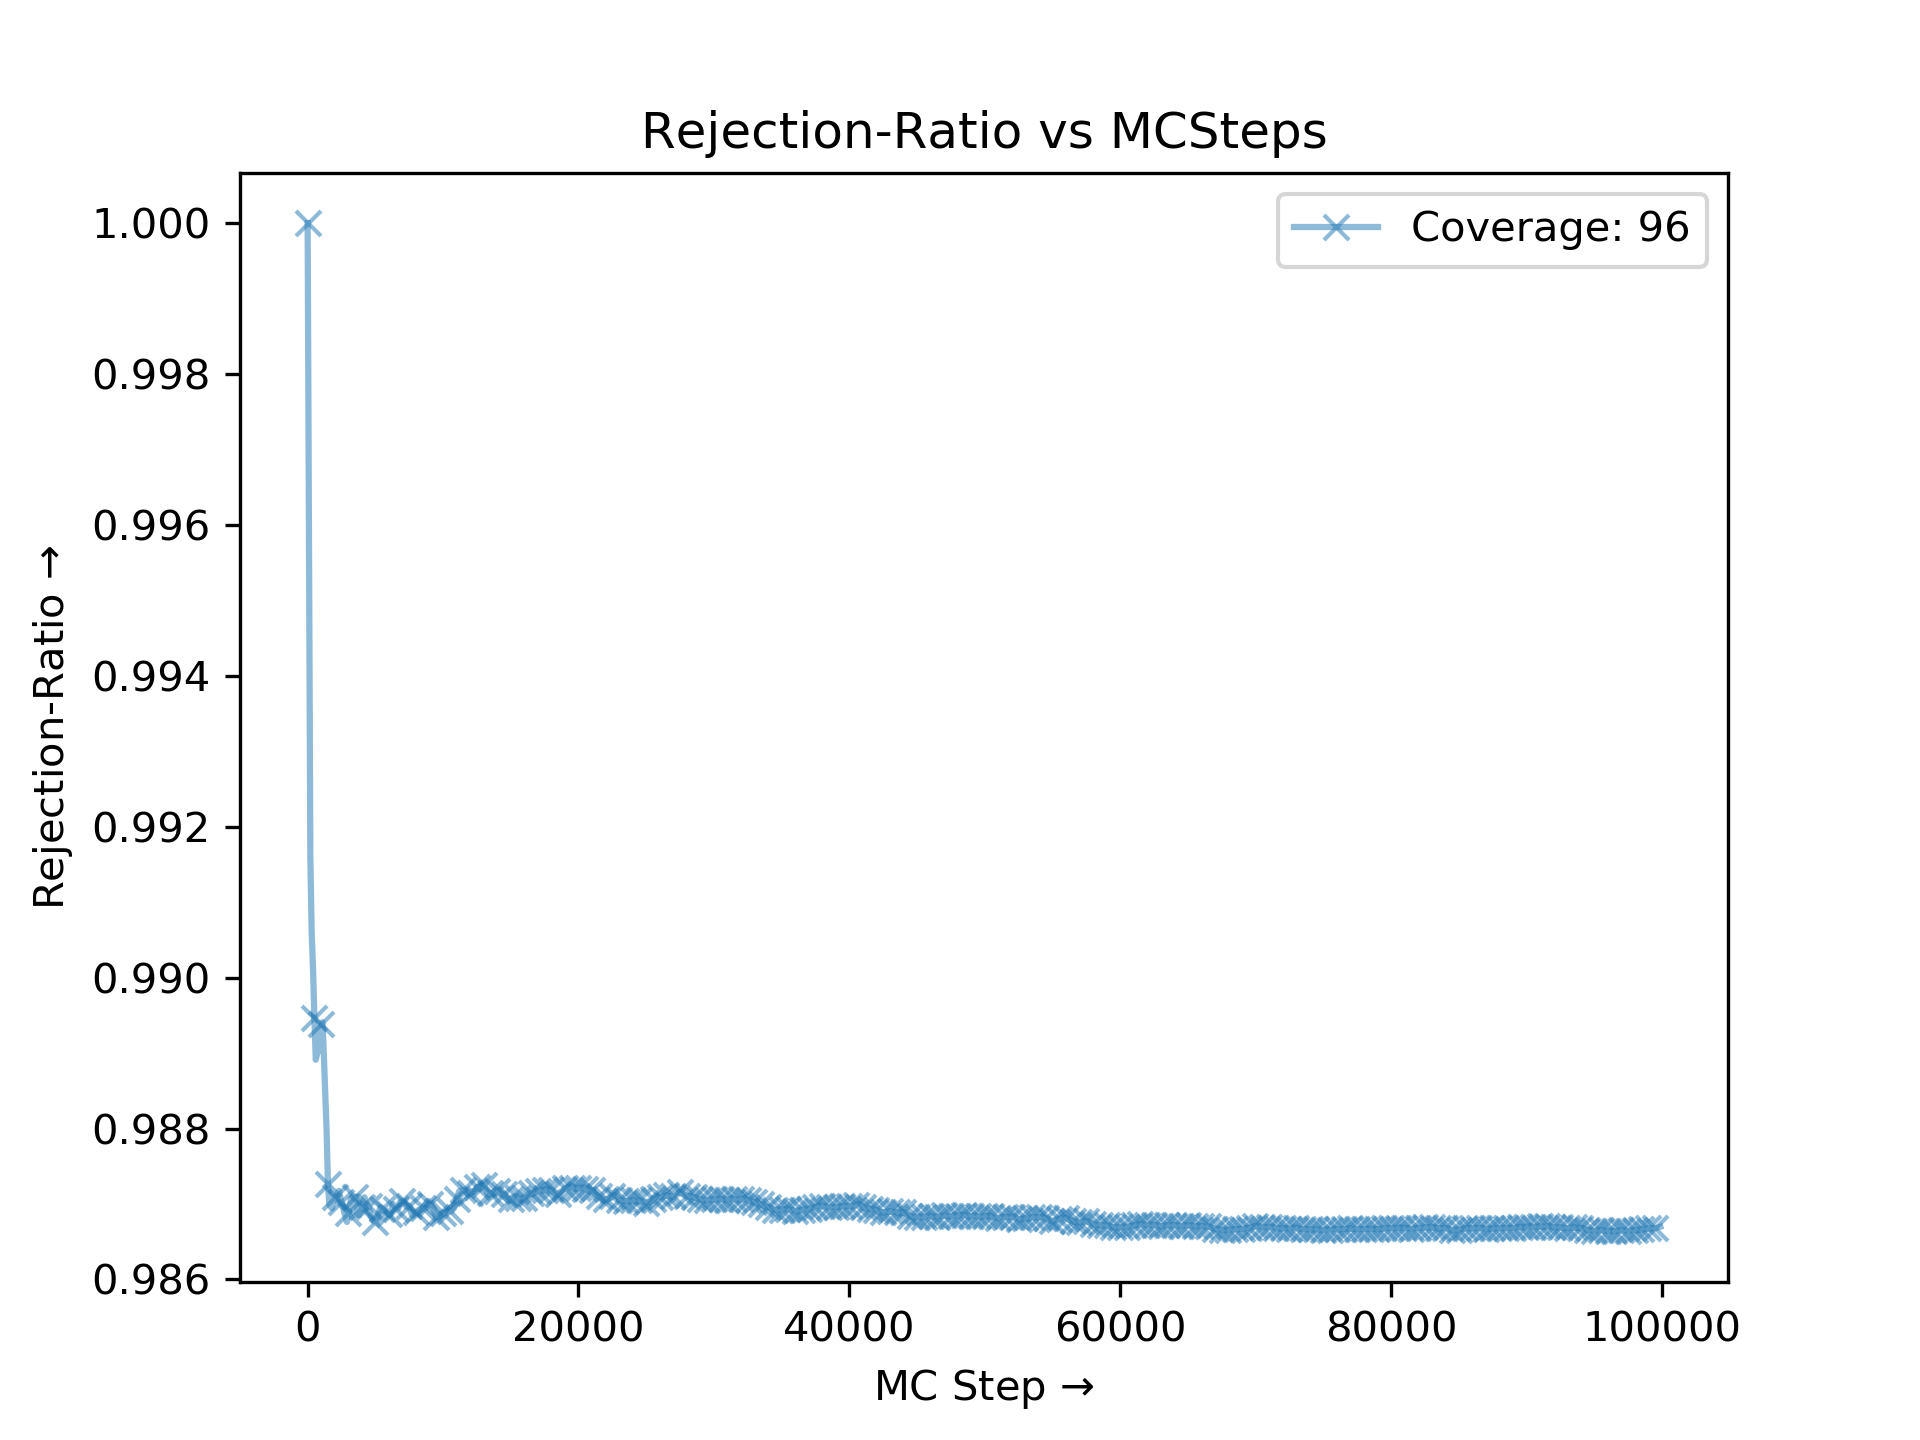 Rejection-Ratio vs MCSteps
Coverage: 96
1.000
0.998
0.996
0.994
0.992
0.990
0.988
0.986
Rejection-Ratio →
0 20000 40000 60000 80000 100000
MC Step →